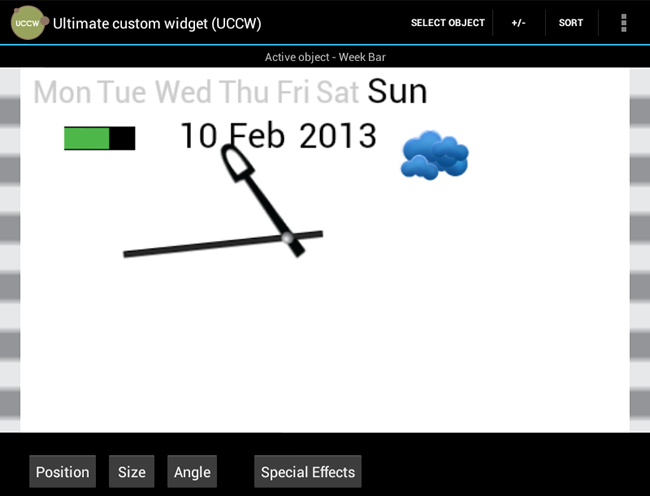 UCCW Ultimate custom widget (UCCW) SELECT OBJECT +/- SORT
Active object - Week Bar
Mon Tue Wed Thu Fri Sat Sun
10 Feb 2013
Position Size Angle Special Effects